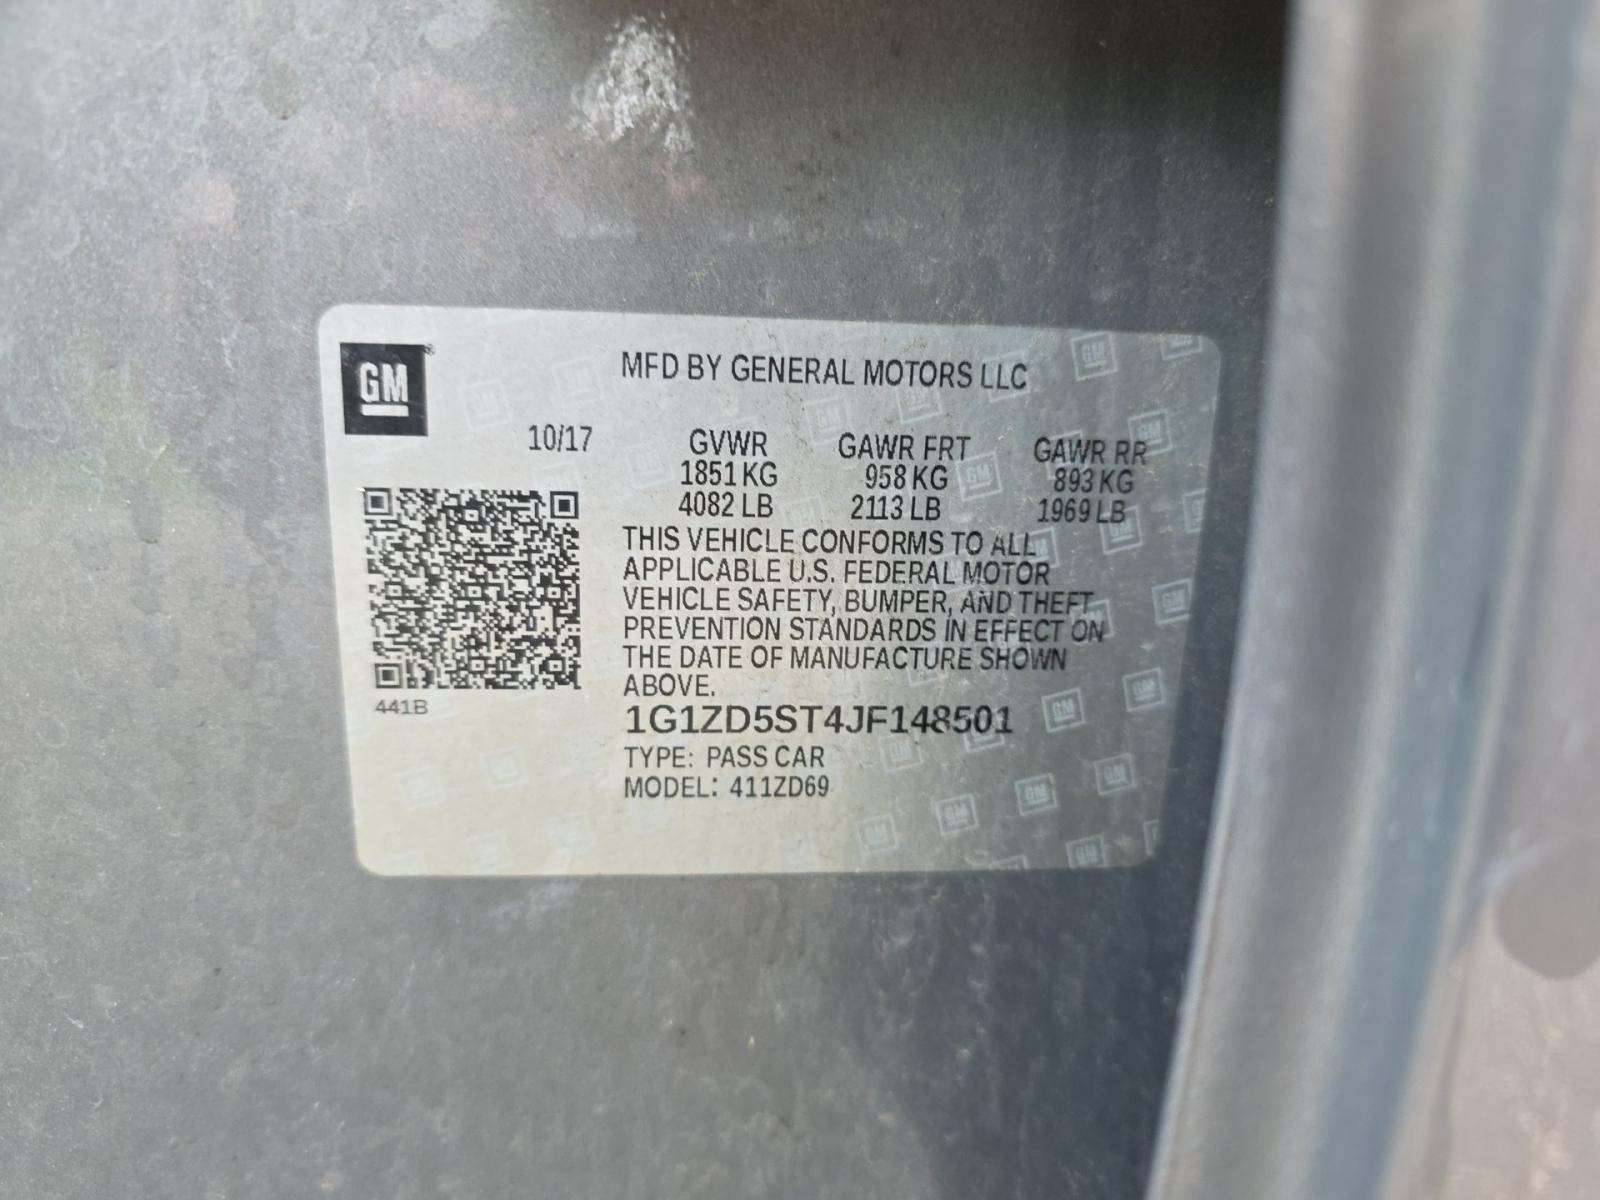 GM
MFD BY GENERAL MOTORS LLC
10/17 GVWR GAWR FRT GAWR RR
1851 KG 958 KG 893 KG
4082 LB 2113 LB 1969 LB
THIS VEHICLE CONFORMS TO ALL
APPLICABLE U.S. FEDERAL MOTOR
VEHICLE SAFETY, BUMPER, AND THEFT
PREVENTION STANDARDS IN EFFECT ON
THE DATE OF MANUFACTURE SHOWN
ABOVE.
441B
1G1ZD5ST4JF148501
TYPE: PASS CAR
MODEL: 411ZD69